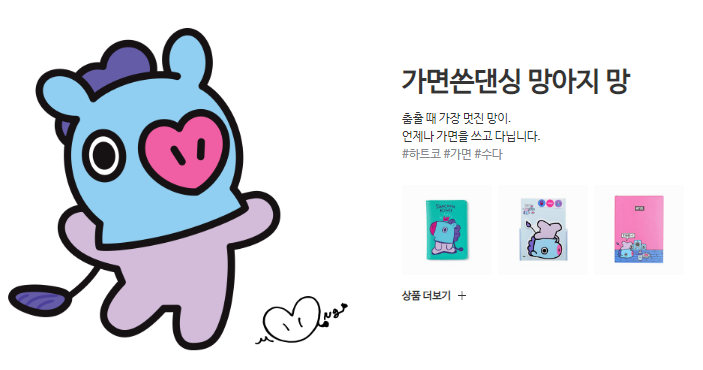 가면쓴댄싱 망아지 망
춤출 때 가장 멋진 망이.
언제나 가면을 쓰고 다닙니다.
#하트코 #가면 #수다
상품 더보기 +